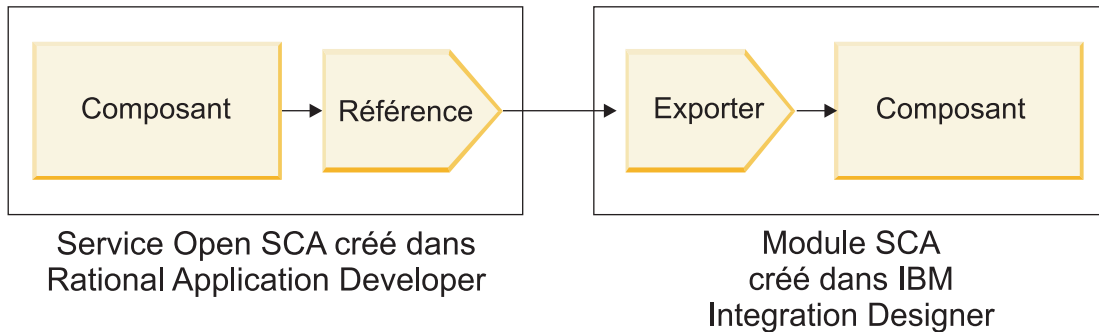 Composant
Référence
Exporter
Composant
Service Open SCA créé dans
Rational Application Developer
Module SCA
créé dans IBM
Integration Designer